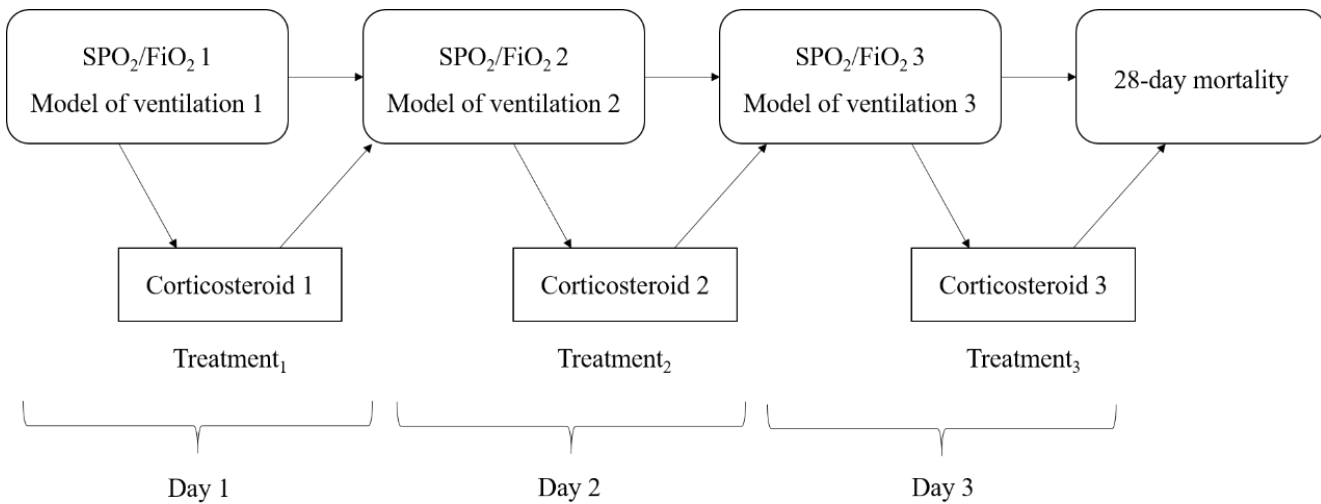 SPO₂/FiO₂ 1
Model of ventilation 1
SPO₂/FiO₂ 2
Model of ventilation 2
SPO₂/FiO₂ 3
Model of ventilation 3
28-day mortality
Corticosteroid 1
Corticosteroid 2
Corticosteroid 3
Treatment₁
Treatment₂
Treatment₃
Day 1
Day 2
Day 3